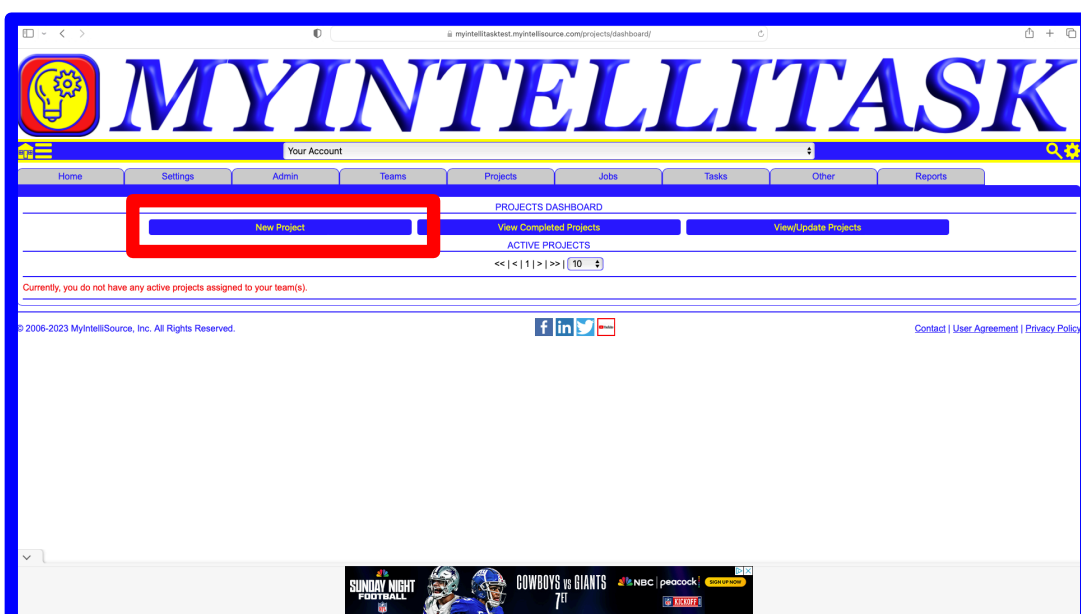 myintellitasktest.myintellisource.com/projects/dashboard/
MYINTELLITASK
Your Account
Home Settings Admin Teams Projects Jobs Tasks Other Reports
PROJECTS DASHBOARD
New Project View Completed Projects View/Update Projects
ACTIVE PROJECTS
<< | < | 1 | > | >> | 10
Currently, you do not have any active projects assigned to your team(s).
© 2006-2023 MyIntelliSource, Inc. All Rights Reserved.
f in
Contact | User Agreement | Privacy Policy
SUNDAY NIGHT
FOOTBALL
COWBOYS VS GIANTS
7ET
NBC | peacock
SIGN UP NOW
KICKOFF